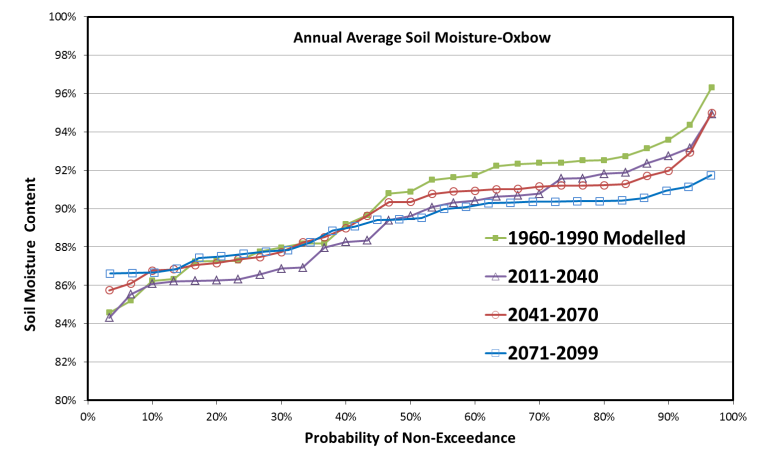 Annual Average Soil Moisture-Oxbow
100%
98%
96%
94%
92%
90%
88%
86%
84%
82%
80%
Soil Moisture Content
1960-1990 Modelled
2011-2040
2041-2070
2071-2099
0% 10% 20% 30% 40% 50% 60% 70% 80% 90% 100%
Probability of Non-Exceedance